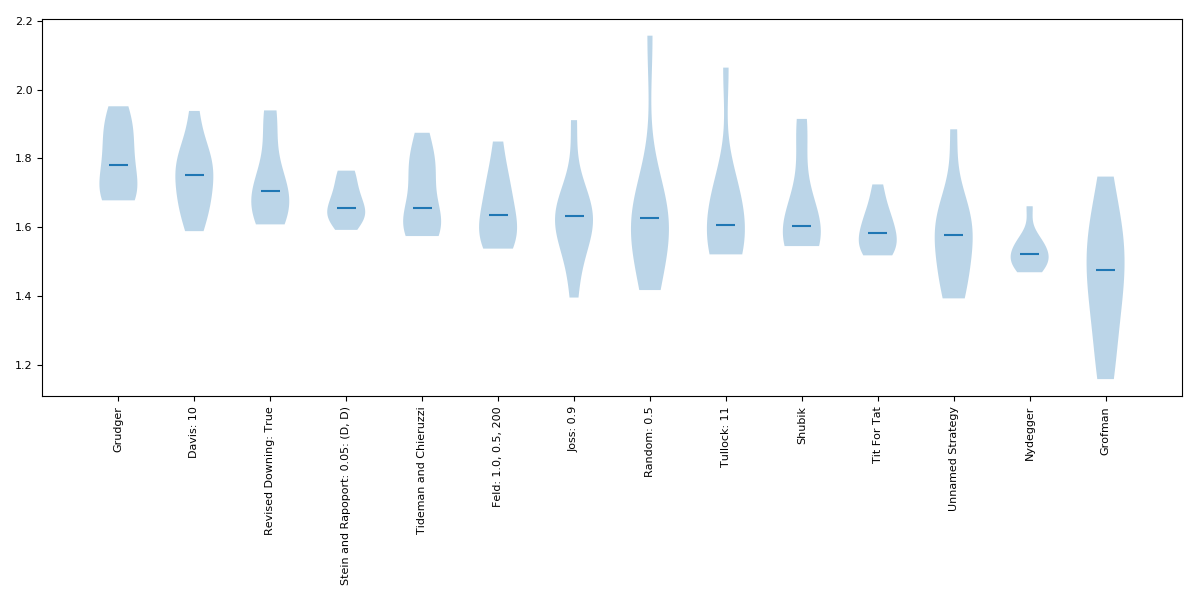 2.2
2.0
1.8
1.6
1.4
1.2
Grudger
Davis: 10
Revised Downing: True
Stein and Rapoport: 0.05: (D, D)
Tideman and Chieruzzi
Feld: 1.0, 0.5, 200
Joss: 0.9
Random: 0.5
Tullock: 11
Shubik
Tit For Tat
Unnamed Strategy
Nydegger
Grofman